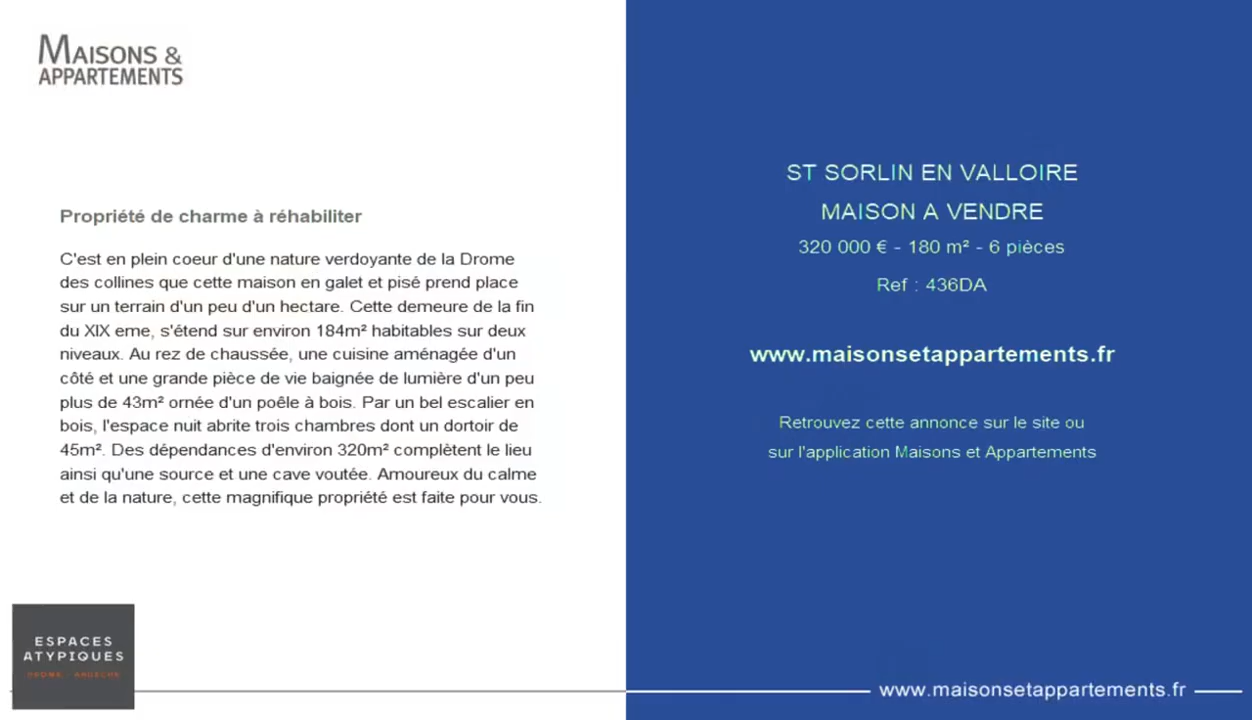 MAISONS &
APPARTEMENTS
Propriété de charme à réhabiliter
C'est en plein coeur d'une nature verdoyante de la Drome
des collines que cette maison en galet et pisé prend place
sur un terrain d'un peu d'un hectare. Cette demeure de la fin
du XIX eme, s'étend sur environ 184m² habitables sur deux
niveaux. Au rez de chaussée, une cuisine aménagée d'un
côté et une grande pièce de vie baignée de lumière d'un peu
plus de 43m² ornée d'un poêle à bois. Par un bel escalier en
bois, l'espace nuit abrite trois chambres dont un dortoir de
45m². Des dépendances d'environ 320m² complètent le lieu
ainsi qu'une source et une cave voutée. Amoureux du calme
et de la nature, cette magnifique propriété est faite pour vous.
ESPACES
ATYPIQUES
DRÔME - ARDÈCHE
ST SORLIN EN VALLOIRE
MAISON A VENDRE
320 000 € - 180 m² - 6 pièces
Ref : 436DA
www.maisonsetappartements.fr
Retrouvez cette annonce sur le site ou
sur l'application Maisons et Appartements
www.maisonsetappartements.fr